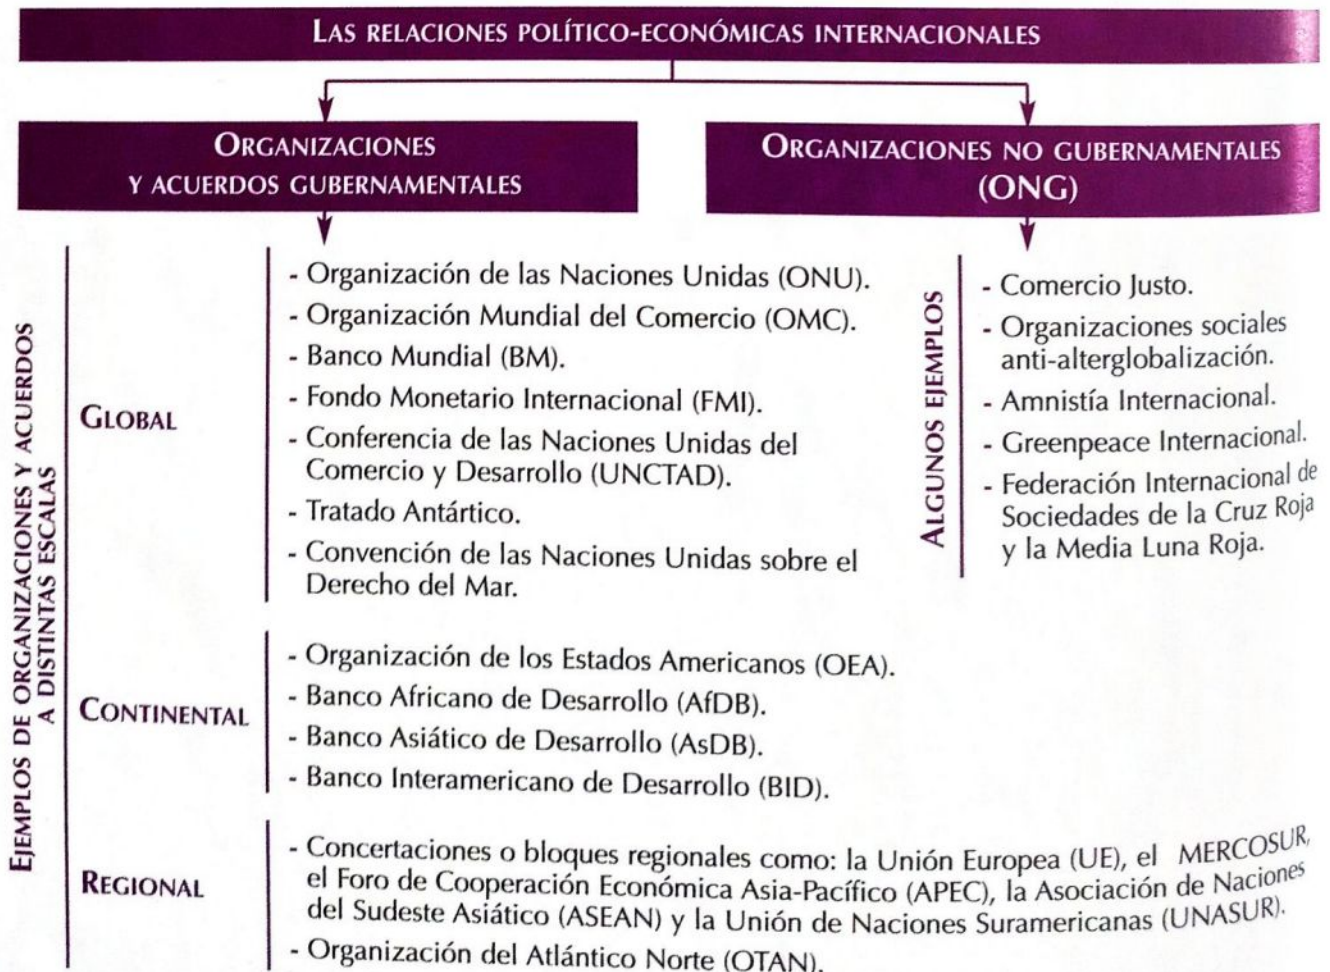 LAS RELACIONES POLÍTICO-ECONÓMICAS INTERNACIONALES
ORGANIZACIONES
Y ACUERDOS GUBERNAMENTALES
ORGANIZACIONES NO GUBERNAMENTALES
(ONG)
EJEMPLOS DE ORGANIZACIONES Y ACUERDOS
A DISTINTAS ESCALAS
GLOBAL
- Organización de las Naciones Unidas (ONU).
- Organización Mundial del Comercio (OMC).
- Banco Mundial (BM).
- Fondo Monetario Internacional (FMI).
- Conferencia de las Naciones Unidas del
Comercio y Desarrollo (UNCTAD).
- Tratado Antártico.
- Convención de las Naciones Unidas sobre el
Derecho del Mar.
CONTINENTAL
- Organización de los Estados Americanos (OEA).
- Banco Africano de Desarrollo (AfDB).
- Banco Asiático de Desarrollo (AsDB).
- Banco Interamericano de Desarrollo (BID).
REGIONAL
- Concertaciones o bloques regionales como: la Unión Europea (UE), el MERCOSUR,
el Foro de Cooperación Económica Asia-Pacífico (APEC), la Asociación de Naciones
del Sudeste Asiático (ASEAN) y la Unión de Naciones Suramericanas (UNASUR).
- Organización del Atlántico Norte (OTAN).
ALGUNOS EJEMPLOS
- Comercio Justo.
- Organizaciones sociales
anti-alterglobalización.
- Amnistía Internacional.
- Greenpeace Internacional.
- Federación Internacional de
Sociedades de la Cruz Roja
y la Media Luna Roja.